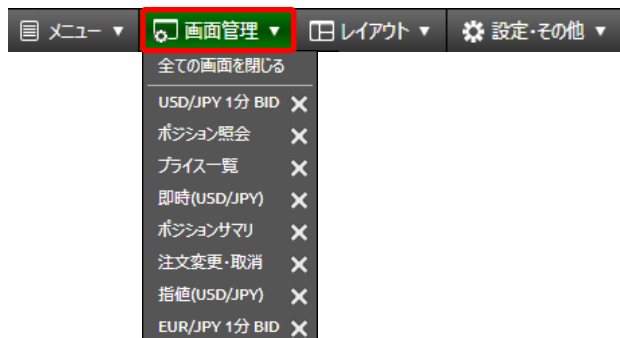 メニュー ▼ 画面管理 ▼ レイアウト ▼ 設定・その他 ▼
全ての画面を閉じる
USD/JPY 1分 BID
ポジション照会
プライス一覧
即時(USD/JPY)
ポジションサマリ
注文変更・取消
指値(USD/JPY)
EUR/JPY 1分 BID